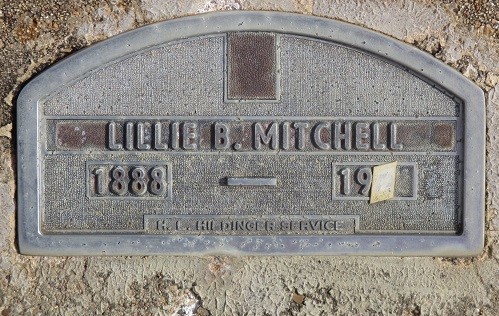 LILLIE B. MITCHELL
1888 — 19
H. L. HILDINGER SERVICE